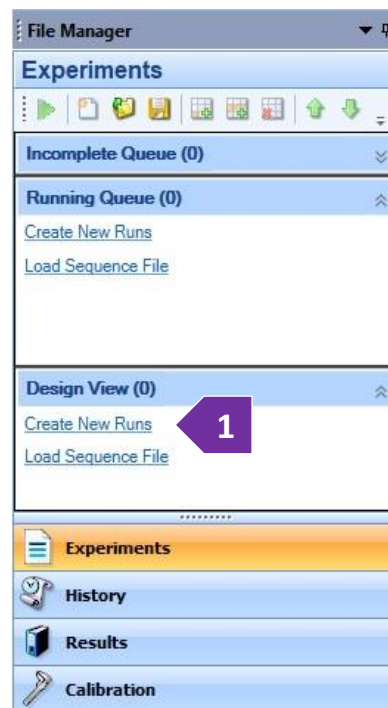 File Manager
Experiments
Incomplete Queue (0)
Running Queue (0)
Create New Runs
Load Sequence File
Design View (0)
Create New Runs
1
Load Sequence File
Experiments
History
Results
Calibration